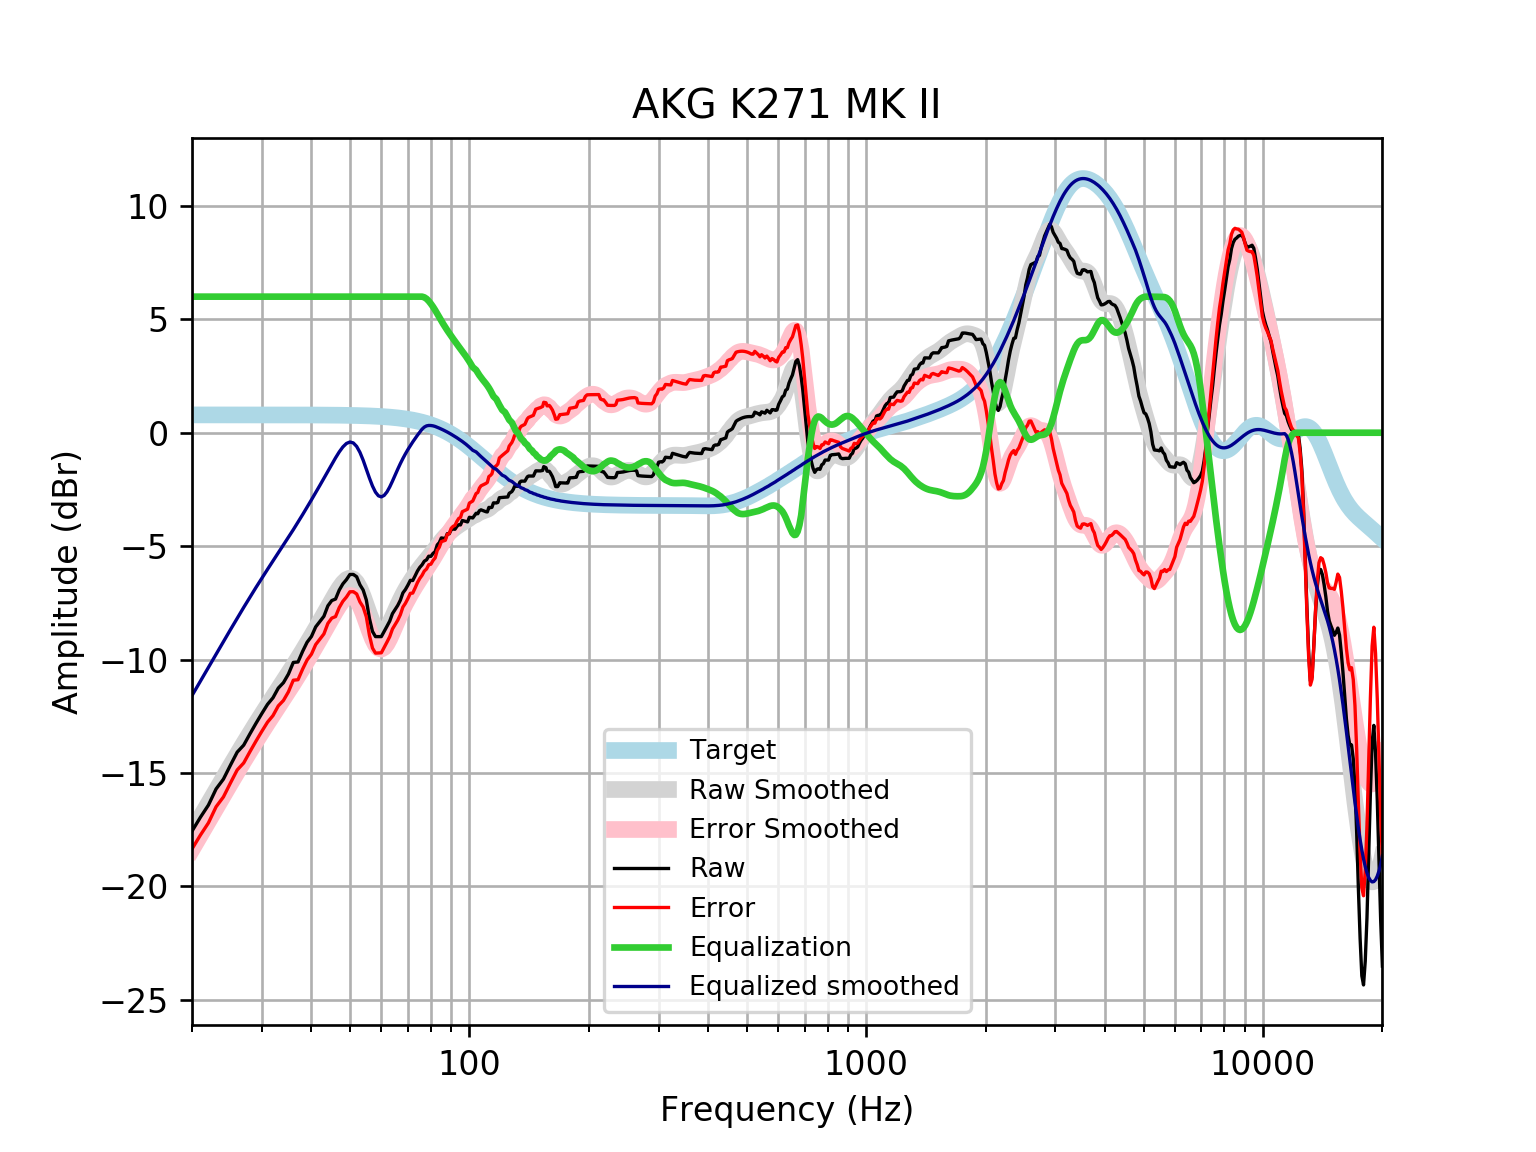 AKG K271 MK II
Amplitude (dBr)
10
5
0
−5
−10
−15
−20
−25
Target
Raw Smoothed
Error Smoothed
Raw
Error
Equalization
Equalized smoothed
100 1000 10000
Frequency (Hz)